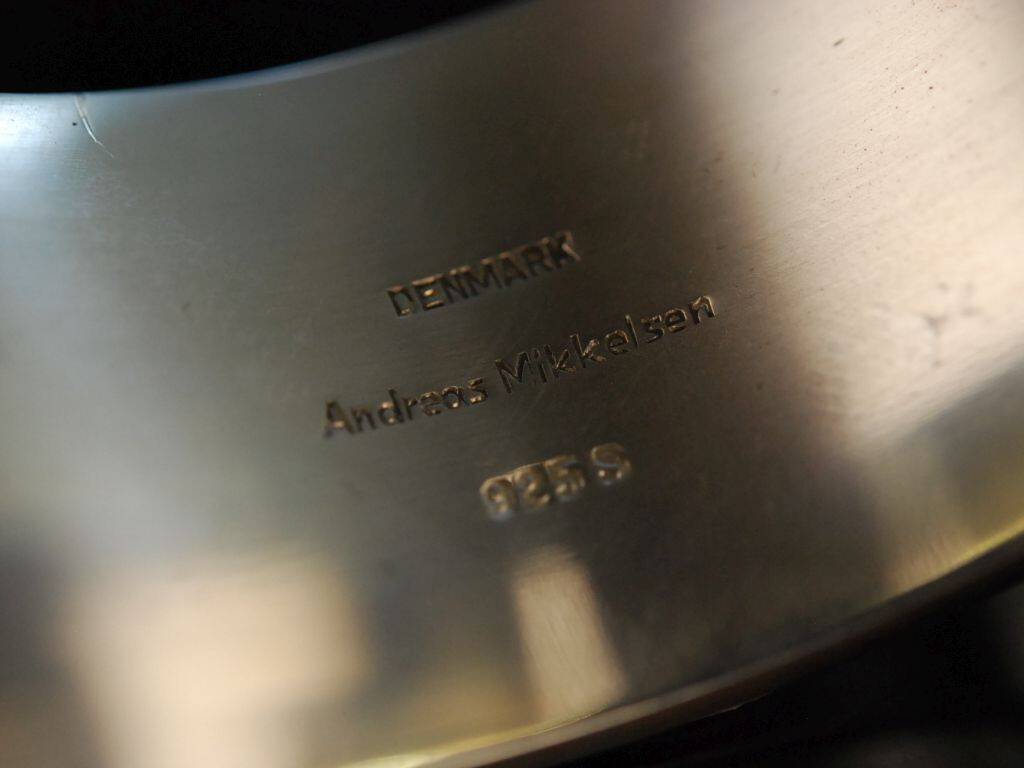 DENMARK
Andreas Mikkelsen
925 S